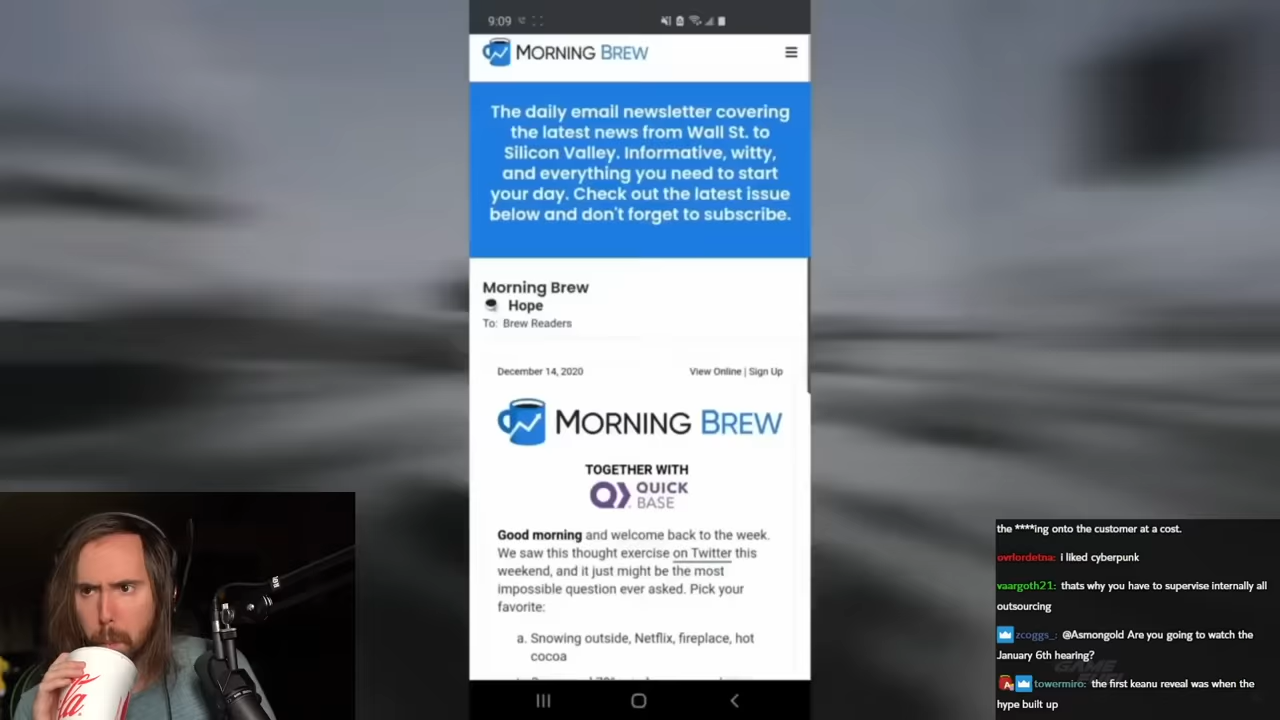 9:09
MORNING BREW
The daily email newsletter covering
the latest news from Wall St. to
Silicon Valley. Informative, witty,
and everything you need to start
your day. Check out the latest issue
below and don't forget to subscribe.
Morning Brew
Hope
To: Brew Readers
December 14, 2020
View Online | Sign Up
MORNING BREW
TOGETHER WITH
QUICK
BASE
Good morning and welcome back to the week.
We saw this thought exercise on Twitter this
weekend, and it just might be the most
impossible question ever asked. Pick your
favorite:
a. Snowing outside, Netflix, fireplace, hot
cocoa
the ****ing onto the customer at a cost.
ovrlordetna: i liked cyberpunk
vaargoth21: thats why you have to supervise internally all
outsourcing
zcoggs_: @Asmongold Are you going to watch the
January 6th hearing?
towermiro: the first keanu reveal was when the
hype built up